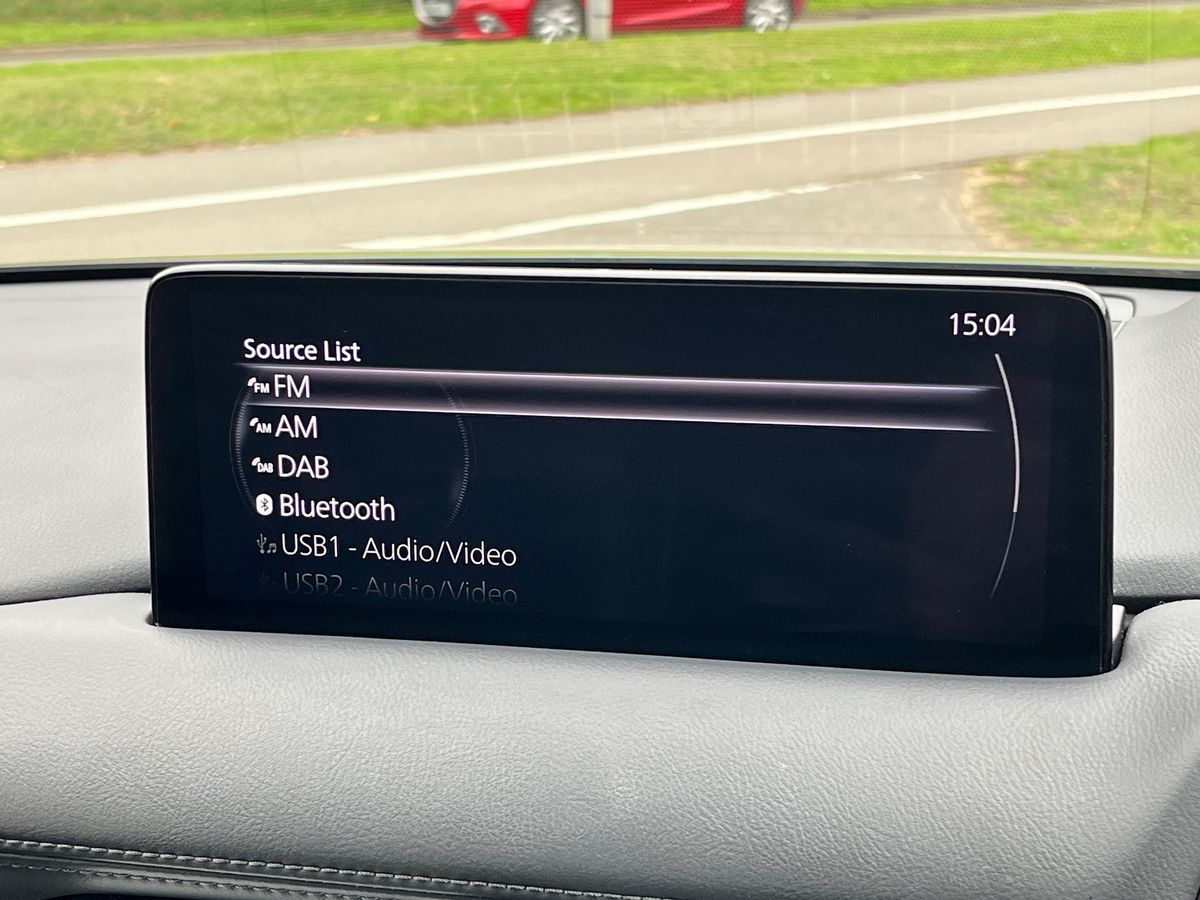 15:04
Source List
FM FM
AM AM
DAB DAB
Bluetooth
USB1 - Audio/Video
USB2 - Audio/Video